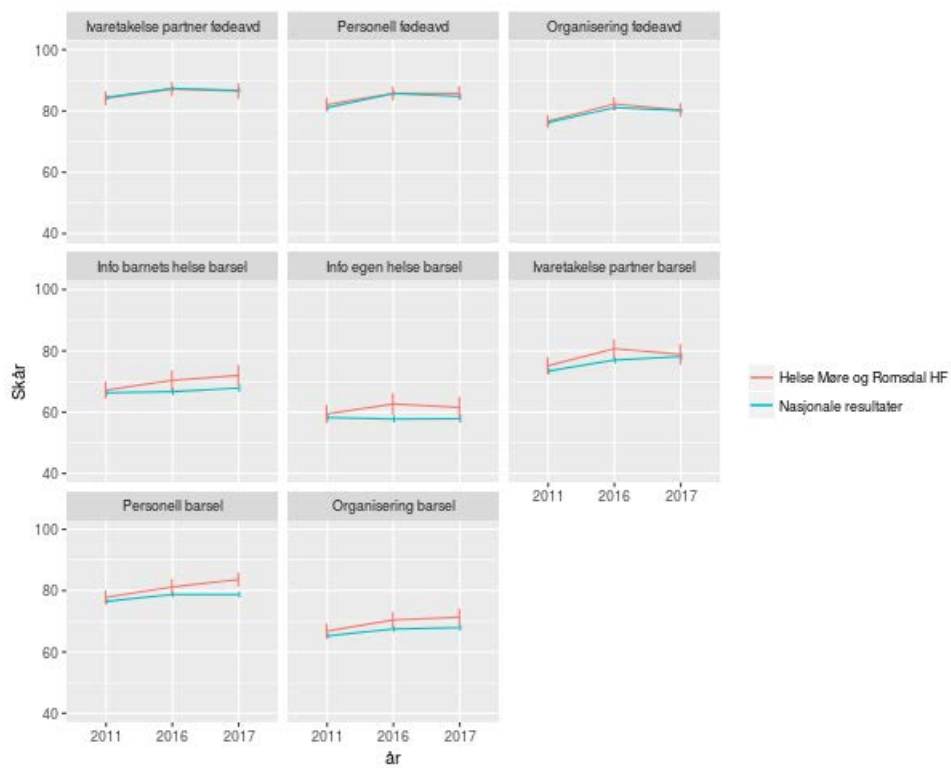 Ivaretakelse partner fødeavd
Personell fødeavd
Organisering fødeavd
100
80
60
40
Info barnets helse barsel
Info egen helse barsel
Ivaretakelse partner barsel
100
80
60
40
2011 2016 2017
Personell barsel
Organisering barsel
100
80
60
40
2011 2016 2017
2011 2016 2017
Skår
år
Helse Møre og Romsdal HF
Nasjonale resultater